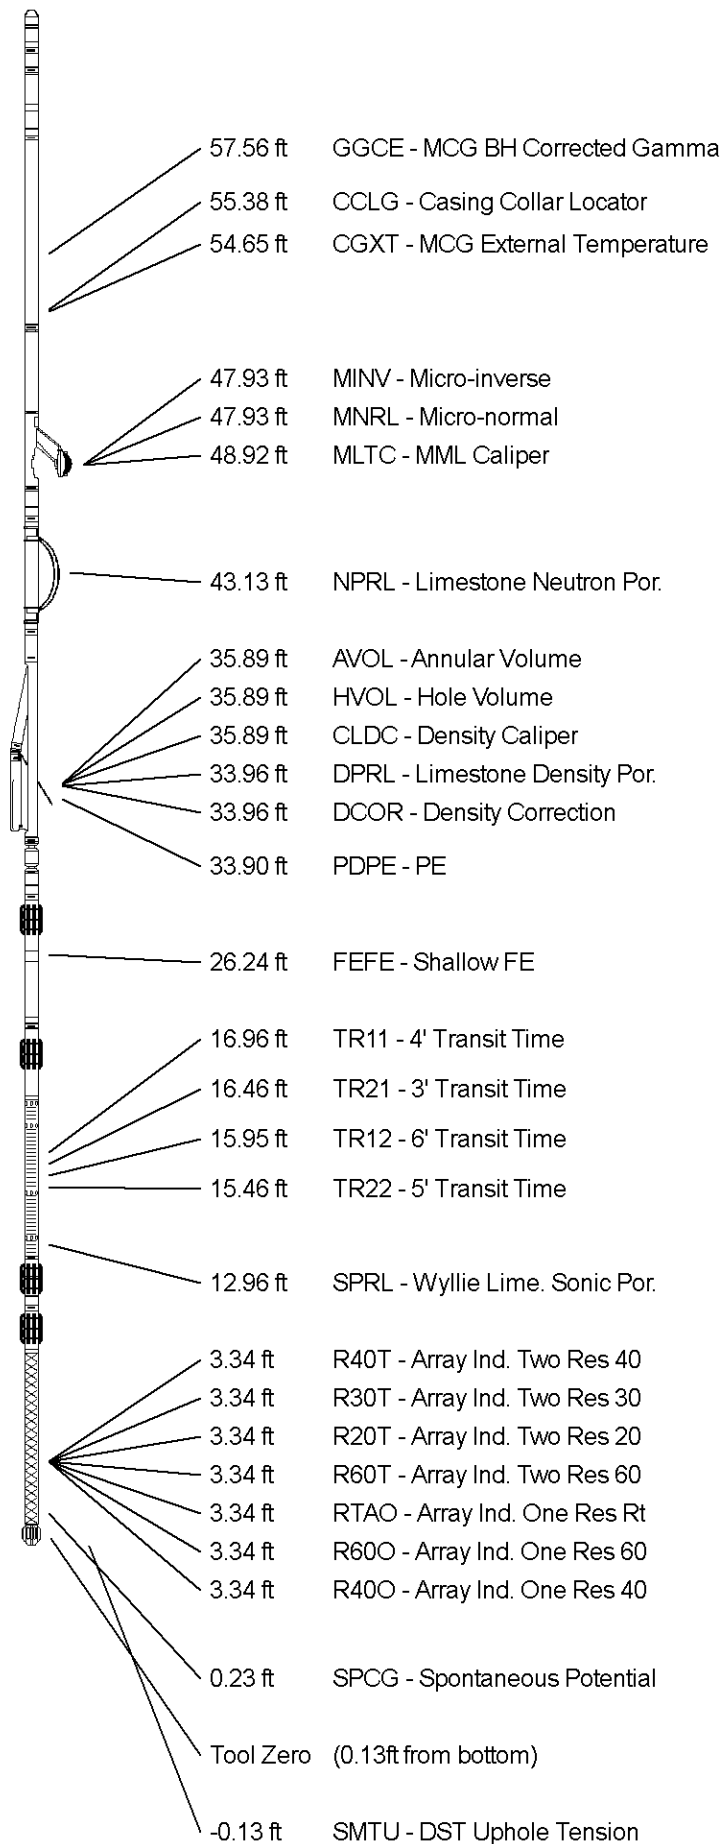 57.56 ft GGCE - MCG BH Corrected Gamma
55.38 ft CCLG - Casing Collar Locator
54.65 ft CGXT - MCG External Temperature
47.93 ft MINV - Micro-inverse
47.93 ft MNRL - Micro-normal
48.92 ft MLTC - MML Caliper
43.13 ft NPRL - Limestone Neutron Por.
35.89 ft AVOL - Annular Volume
35.89 ft HVOL - Hole Volume
35.89 ft CLDC - Density Caliper
33.96 ft DPRL - Limestone Density Por.
33.96 ft DCOR - Density Correction
33.90 ft PDPE - PE
26.24 ft FEFE - Shallow FE
16.96 ft TR11 - 4' Transit Time
16.46 ft TR21 - 3' Transit Time
15.95 ft TR12 - 6' Transit Time
15.46 ft TR22 - 5' Transit Time
12.96 ft SPRL - Wyllie Lime. Sonic Por.
3.34 ft R40T - Array Ind. Two Res 40
3.34 ft R30T - Array Ind. Two Res 30
3.34 ft R20T - Array Ind. Two Res 20
3.34 ft R60T - Array Ind. Two Res 60
3.34 ft RTAO - Array Ind. One Res Rt
3.34 ft R60O - Array Ind. One Res 60
3.34 ft R40O - Array Ind. One Res 40
0.23 ft SPCG - Spontaneous Potential
Tool Zero (0.13ft from bottom)
-0.13 ft SMTU - DST Uphole Tension